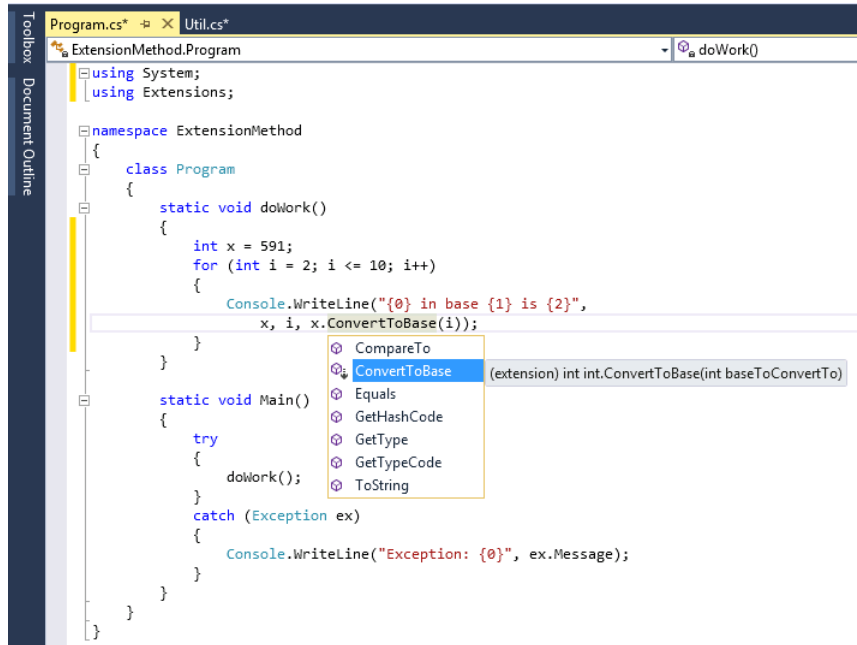 Toolbox
Document Outline
Program.cs*
Util.cs*
ExtensionMethod.Program
doWork()
using System;
using Extensions;
namespace ExtensionMethod
{
class Program
{
static void doWork()
{
int x = 591;
for (int i = 2; i <= 10; i++)
{
Console.WriteLine("{0} in base {1} is {2}",
x, i, x.ConvertToBase(i));
}
}
CompareTo
ConvertToBase
(extension) int int.ConvertToBase(int baseToConvertTo)
Equals
GetHashCode
GetType
GetTypeCode
ToString
static void Main()
{
try
{
doWork();
}
catch (Exception ex)
{
Console.WriteLine("Exception: {0}", ex.Message);
}
}
}
}